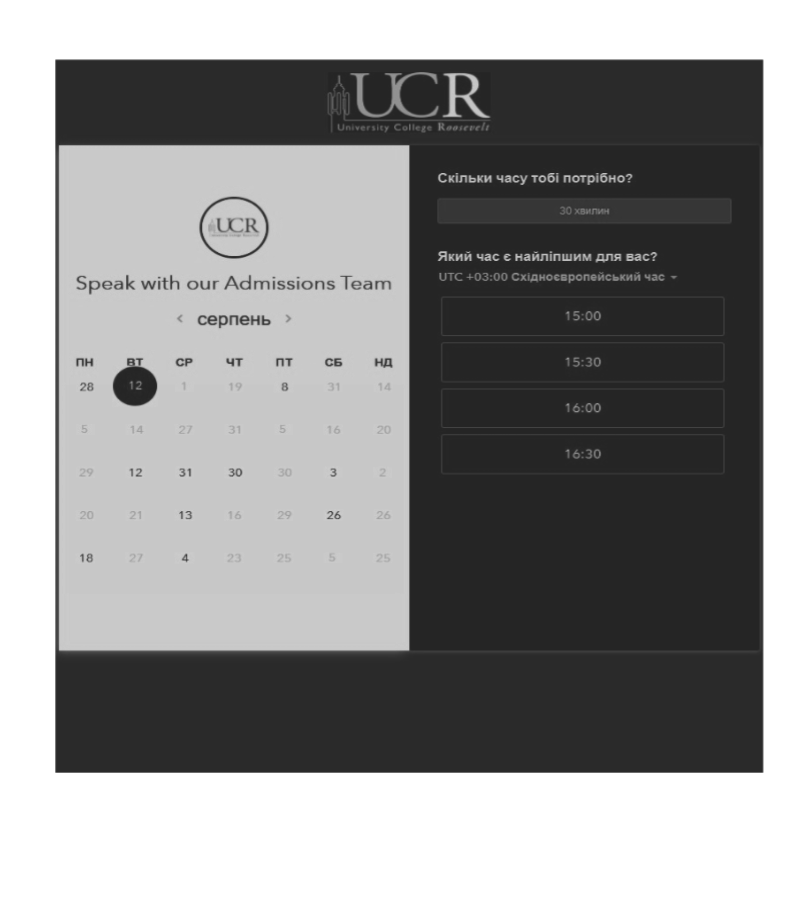 UCR
University College Roosevelt
UCR
Speak with our Admissions Team
< серпень >
ПН ВТ СР ЧТ ПТ СБ НД
28 12 1 19 8 31 14
5 14 27 31 5 16 20
29 12 31 30 30 3 2
20 21 13 16 29 26 26
18 27 4 23 25 5 25
Скільки часу тобі потрібно?
30 хвилин
Який час є найліпшим для вас?
UTC +03:00 Східноєвропейський час
15:00
15:30
16:00
16:30